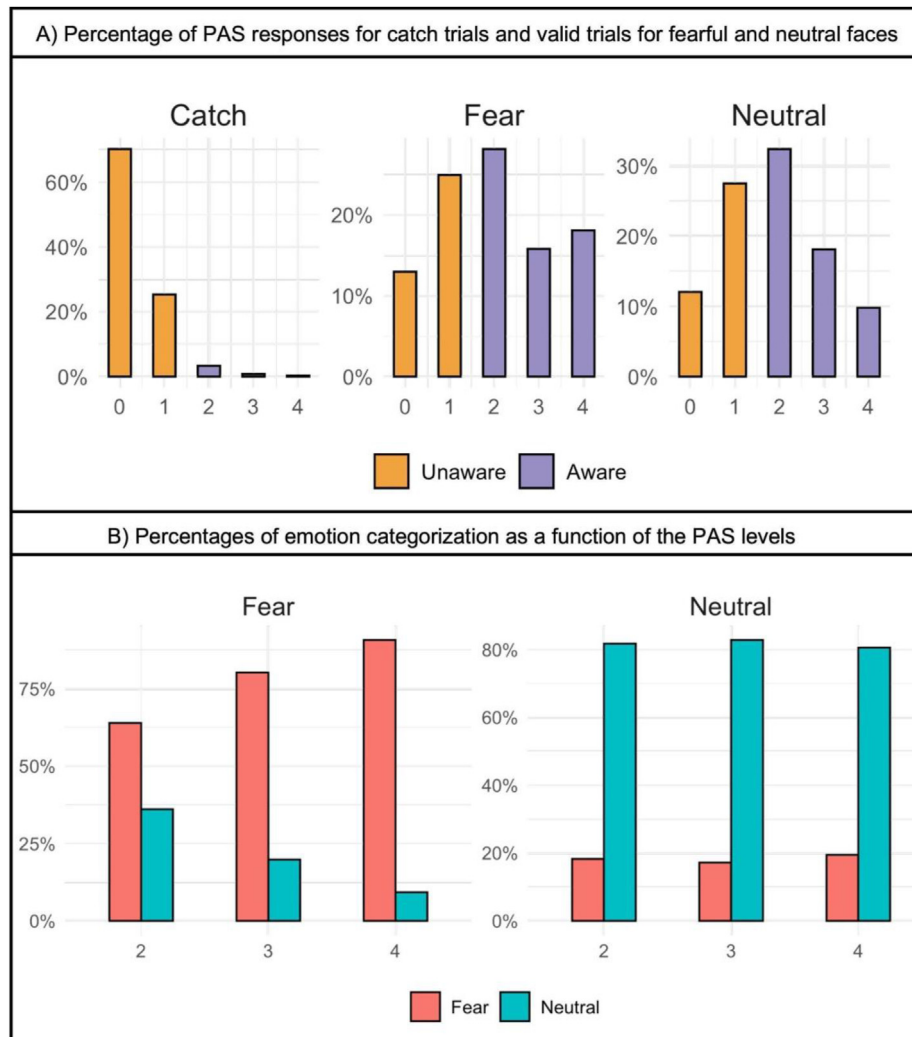 A) Percentage of PAS responses for catch trials and valid trials for fearful and neutral faces
Catch
Fear
Neutral
60%
40%
20%
0%
0 1 2 3 4
20%
10%
0%
0 1 2 3 4
30%
20%
10%
0%
0 1 2 3 4
Unaware Aware
B) Percentages of emotion categorization as a function of the PAS levels
Fear
Neutral
75%
50%
25%
0%
2 3 4
80%
60%
40%
20%
0%
2 3 4
Fear Neutral